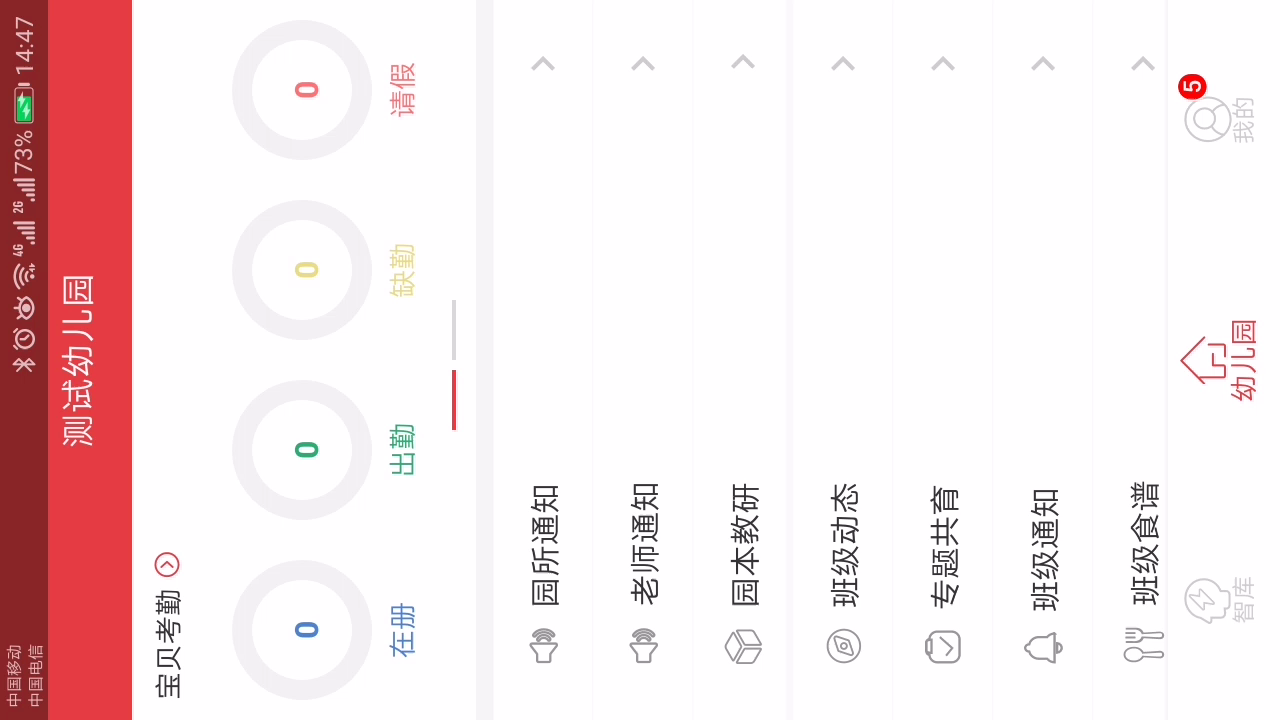 中国移动
中国电信
4G 2G 73% 14:47
测试幼儿园
宝贝考勤
0 0 0 0
在册 出勤 缺勤 请假
园所通知
老师通知
园本教研
班级动态
专题共育
班级通知
班级食谱
5
智库 幼儿园 我的